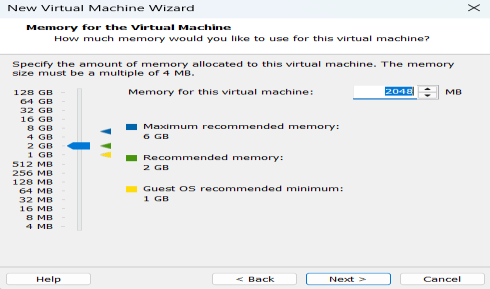 New Virtual Machine Wizard
Memory for the Virtual Machine
How much memory would you like to use for this virtual machine?
Specify the amount of memory allocated to this virtual machine. The memory
size must be a multiple of 4 MB.
Memory for this virtual machine: 2048 MB
128 GB
64 GB
32 GB
16 GB
8 GB
4 GB
2 GB
1 GB
512 MB
256 MB
128 MB
64 MB
32 MB
16 MB
8 MB
4 MB
Maximum recommended memory:
6 GB
Recommended memory:
2 GB
Guest OS recommended minimum:
1 GB
Help
< Back
Next >
Cancel